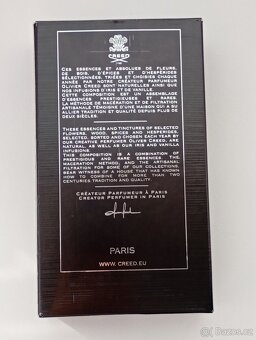 CREED
CES ESSENCES ET ABSOLUES DE FLEURS,
DE BOIS, D'ÉPICES ET D'HESPÉRIDES
SÉLECTIONNÉES, TRIÉES ET CHOISIES CHAQUE
ANNÉE PAR NOTRE CRÉATEUR PARFUMEUR
OLIVIER CREED SONT NATURELLES AINSI QUE
NOS INFUSIONS D'IRIS ET DE VANILLE.
CETTE COMPOSITION EST UN ASSEMBLAGE
D'ESSENCES PRESTIGIEUSES ET RARES.
LA MÉTHODE DE MACÉRATION ET DE FILTRATION
ARTISANALE TÉMOIGNE D'UNE MAISON QUI A SU
ALLIER TRADITION ET QUALITÉ DEPUIS PLUS DE
DEUX SIÈCLES.
THESE ESSENCES AND TINCTURES OF SELECTED
FLOWERS, WOOD, SPICES AND HESPERIDES,
SELECTED, SORTED AND CHOSEN EACH YEAR BY
OUR CREATIVE PERFUMER OLIVIER CREED, ARE
NATURAL, AS WELL AS OUR IRIS AND VANILLA
INFUSIONS.
THIS COMPOSITION IS A COMBINATION OF
PRESTIGIOUS AND RARE ESSENCES. THE
MACERATION METHOD, AND THE ARTISANAL
FILTRATION FOR SOME OF OUR COLLECTION,
BEAR WITNESS OF A HOUSE THAT HAS KNOWN
HOW TO COMBINE FOR MORE THAN TWO
CENTURIES TRADITION AND QUALITY.
CRÉATEUR PARFUMEUR À PARIS
CREATOR PERFUMER IN PARIS
PARIS
WWW.CREED.EU
bazos.cz